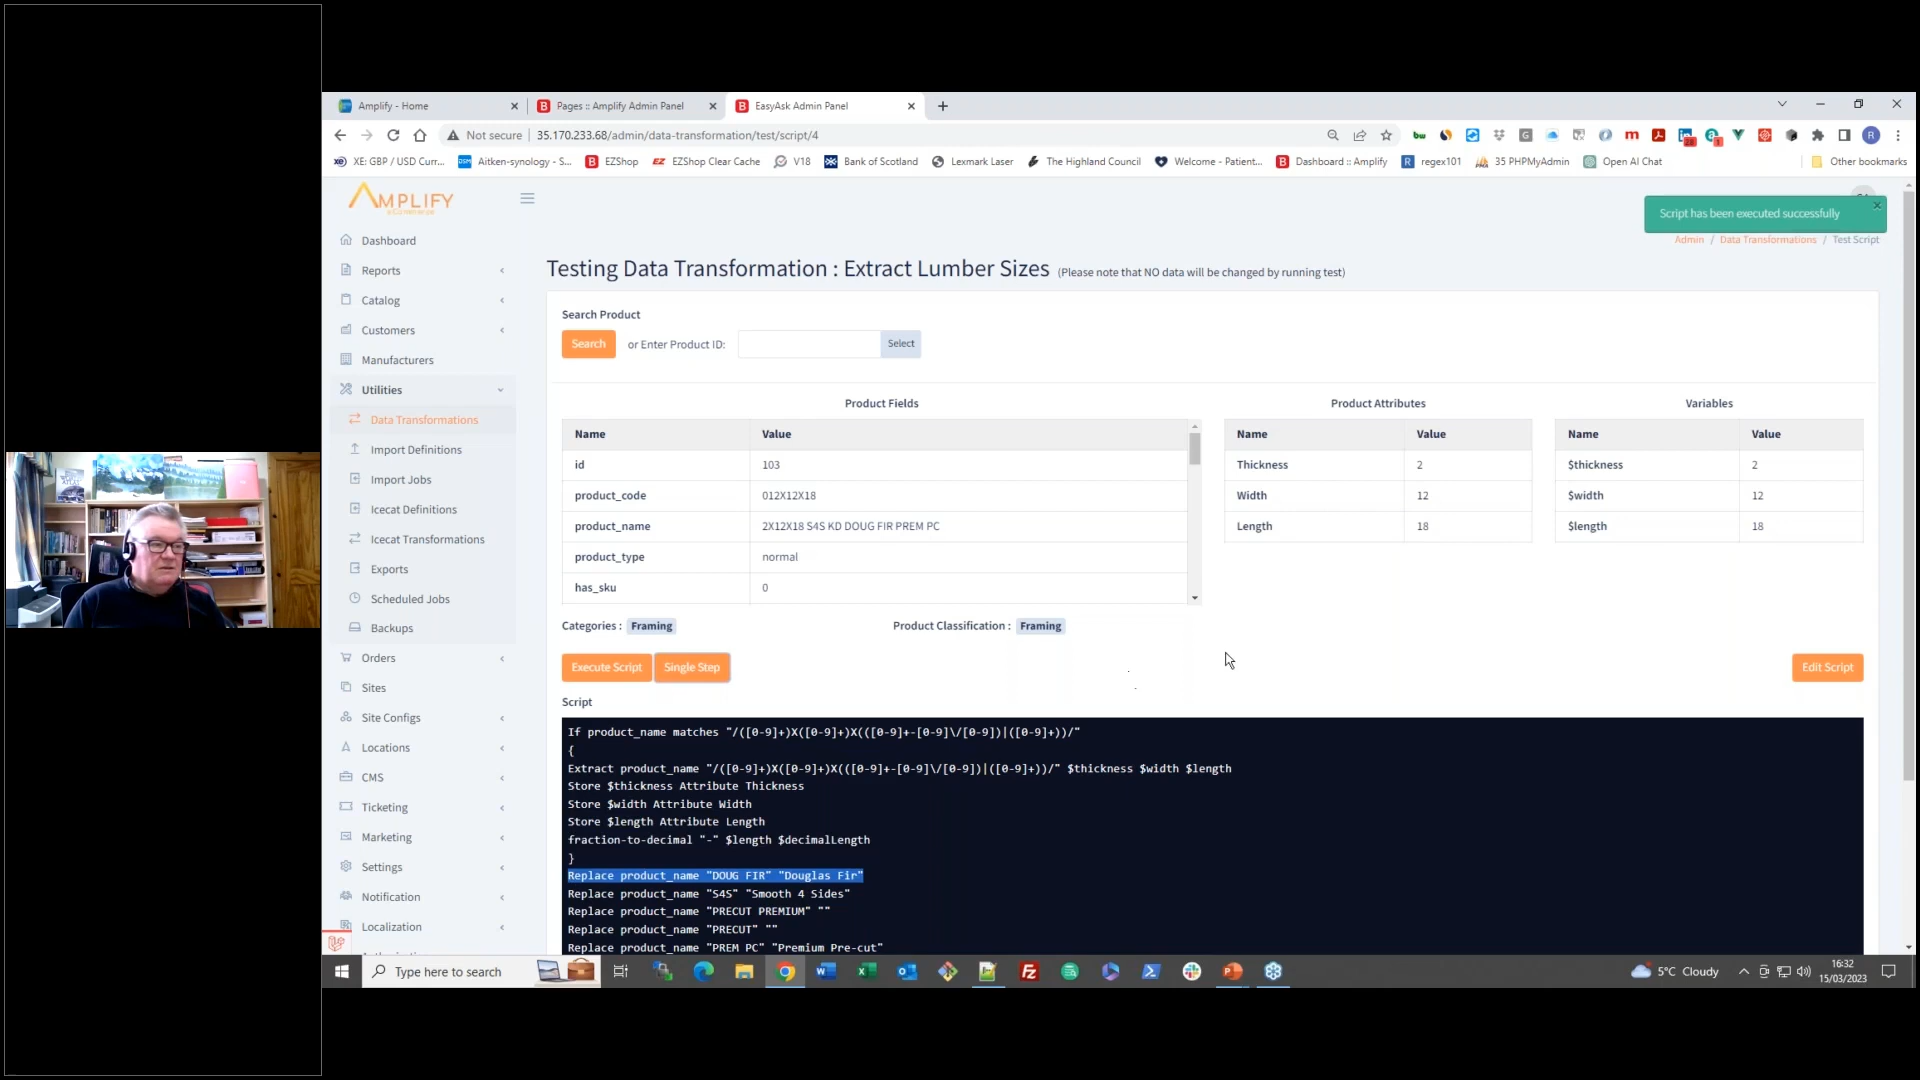 Amplify - Home
Pages :: Amplify Admin Panel
EasyAsk Admin Panel
Not secure
35.170.233.68/admin/data-transformation/test/script/4
XE: GBP / USD Curr...
Aitken-synology - S...
EZShop
EZShop Clear Cache
V18
Bank of Scotland
Lexmark Laser
The Highland Council
Welcome - Patient...
Dashboard :: Amplify
regex101
35 PHPMyAdmin
Open AI Chat
Other bookmarks
AMPLIFY
Script has been executed successfully
Admin / Data Transformations / Test Script
Dashboard
Reports
Catalog
Customers
Manufacturers
Utilities
Data Transformations
Import Definitions
Import Jobs
Icecat Definitions
Icecat Transformations
Exports
Scheduled Jobs
Backups
Orders
Sites
Site Configs
Locations
CMS
Ticketing
Marketing
Settings
Notification
Localization
Testing Data Transformation : Extract Lumber Sizes (Please note that NO data will be changed by running test)
Search Product
Search or Enter Product ID: Select
Product Fields
Name Value
id 103
product_code 012X12X18
product_name 2X12X18 S4S KD DOUG FIR PREM PC
product_type normal
has_sku 0
Product Attributes
Name Value
Thickness 2
Width 12
Length 18
Variables
Name Value
$thickness 2
$width 12
$length 18
Categories : Framing
Product Classification : Framing
Execute Script
Single Step
Edit Script
Script
If product_name matches "/([0-9]+)X([0-9]+)X(([0-9]+-[0-9]\/[0-9])|([0-9]+))/"
{
Extract product_name "/([0-9]+)X([0-9]+)X(([0-9]+-[0-9]\/[0-9])|([0-9]+))/" $thickness $width $length
Store $thickness Attribute Thickness
Store $width Attribute Width
Store $length Attribute Length
fraction-to-decimal "-" $length $decimalLength
}
Replace product_name "DOUG FIR" "Douglas Fir"
Replace product_name "S4S" "Smooth 4 Sides"
Replace product_name "PRECUT PREMIUM" ""
Replace product_name "PRECUT" ""
Replace product_name "PREM PC" "Premium Pre-cut"
Type here to search
5°C Cloudy
16:32
15/03/2023